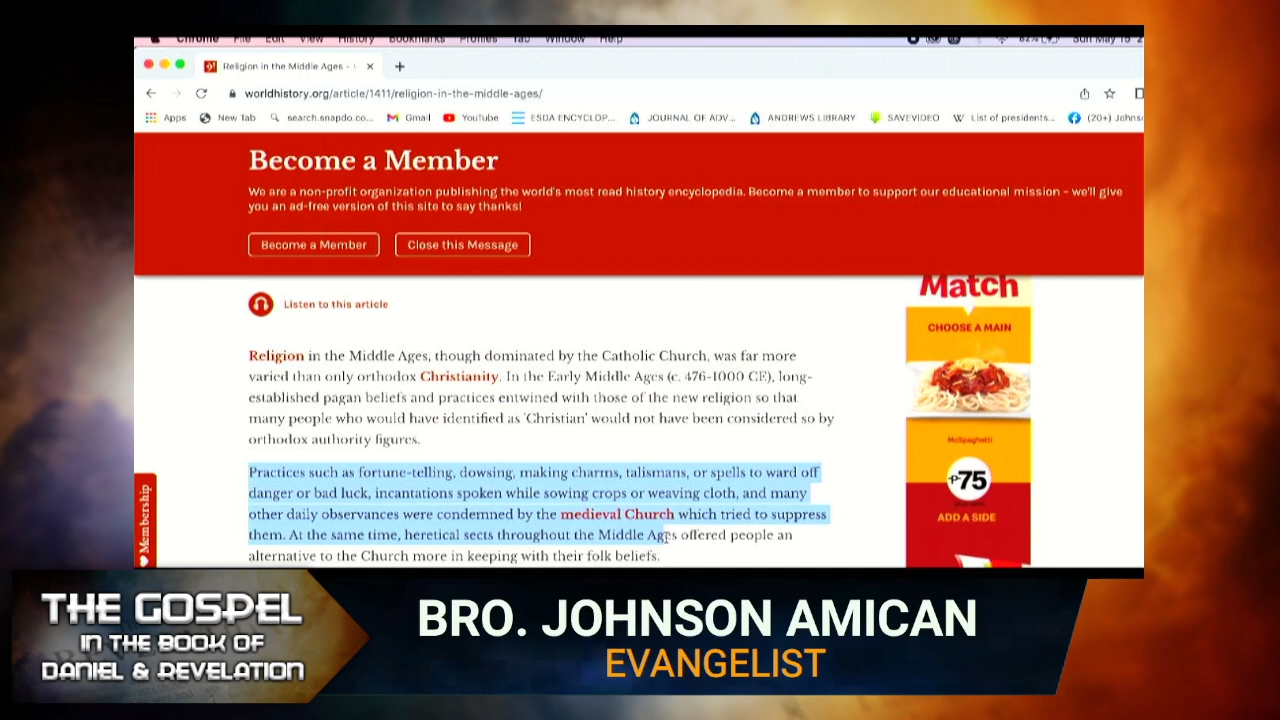 Chrome File Edit View History Bookmarks Profiles Tab Window Help
Religion in the Middle Ages -
worldhistory.org/article/1411/religion-in-the-middle-ages/
Apps New Tab search.snapdo.co... Gmail YouTube ESDA ENCYCLOP... JOURNAL OF ADV... ANDREWS LIBRARY SAVEVIDEO List of presidents... (20+) Johns
Become a Member
We are a non-profit organization publishing the world's most read history encyclopedia. Become a member to support our educational mission – we'll give
you an ad-free version of this site to say thanks!
Become a Member Close this Message
Listen to this article
Religion in the Middle Ages, though dominated by the Catholic Church, was far more
varied than only orthodox Christianity. In the Early Middle Ages (c. 476-1000 CE), long-
established pagan beliefs and practices entwined with those of the new religion so that
many people who would have identified as 'Christian' would not have been considered so by
orthodox authority figures.
Practices such as fortune-telling, dowsing, making charms, talismans, or spells to ward off
danger or bad luck, incantations spoken while sowing crops or weaving cloth, and many
other daily observances were condemned by the medieval Church which tried to suppress
them. At the same time, heretical sects throughout the Middle Ages offered people an
alternative to the Church more in keeping with their folk beliefs.
Match
CHOOSE A MAIN
McSpaghetti
₱75
ADD A SIDE
Membership
THE GOSPEL
IN THE BOOK OF
DANIEL & REVELATION
BRO. JOHNSON AMICAN
EVANGELIST